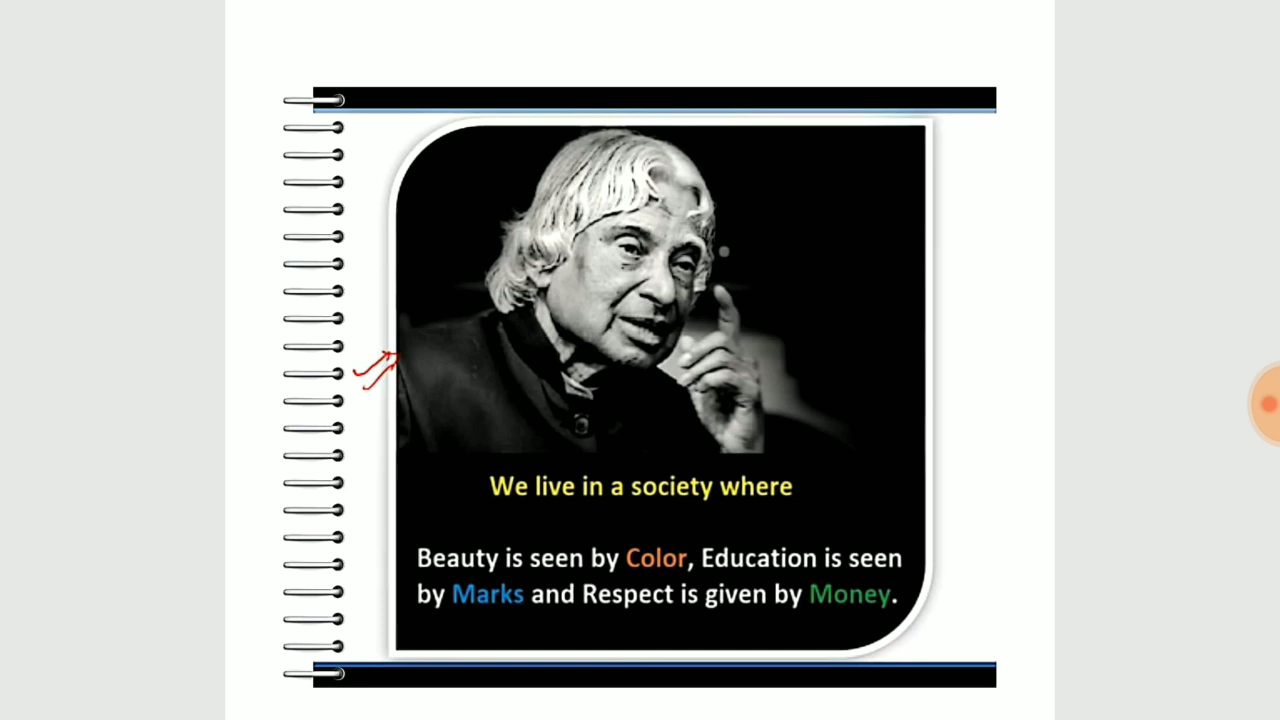 We live in a society where
Beauty is seen by Color, Education is seen
by Marks and Respect is given by Money.